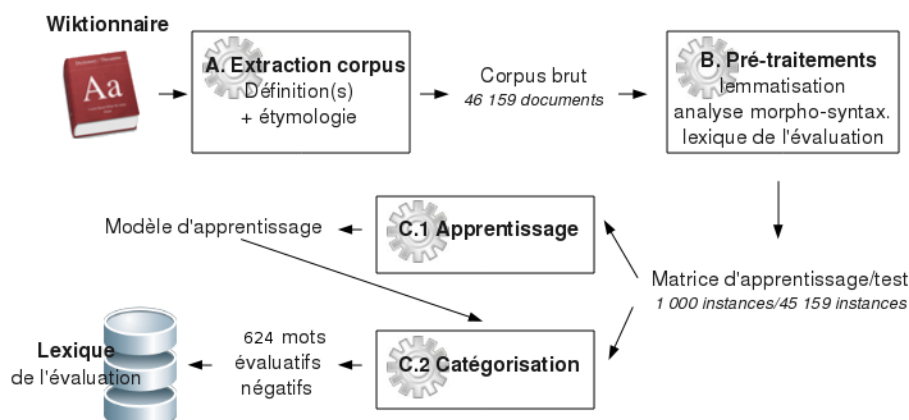 Wiktionnaire
Aa
A. Extraction corpus
Définition(s)
+ étymologie
Corpus brut
46 159 documents
B. Pré-traitements
lemmatisation
analyse morpho-syntax.
lexique de l'évaluation
Modèle d'apprentissage
C.1 Apprentissage
Matrice d'apprentissage/test
1 000 instances/45 159 instances
C.2 Catégorisation
624 mots
évaluatifs
négatifs
Lexique
de l'évaluation